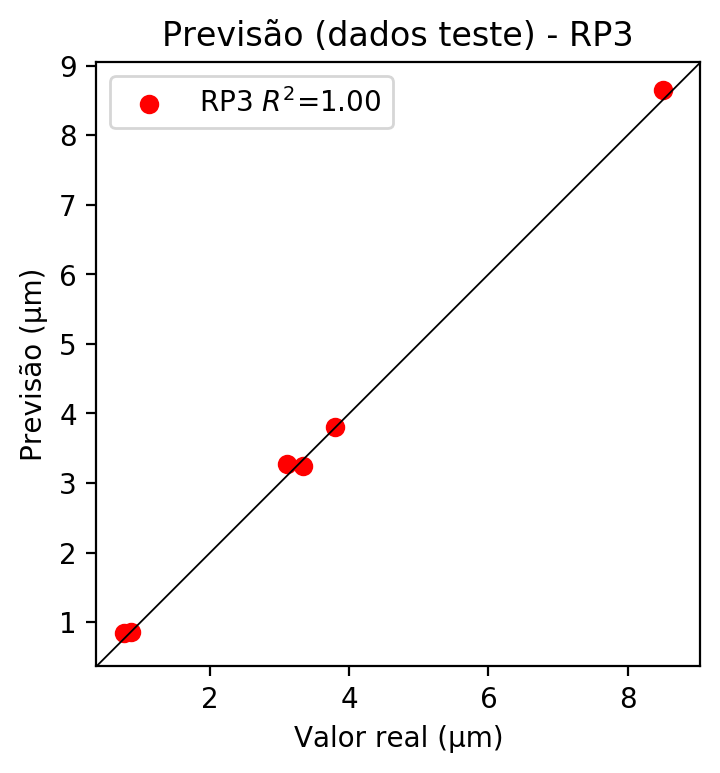 Previsão (dados teste) - RP3
RP3 R²=1.00
9
8
7
6
5
4
3
2
1
Previsão (μm)
2 4 6 8
Valor real (μm)